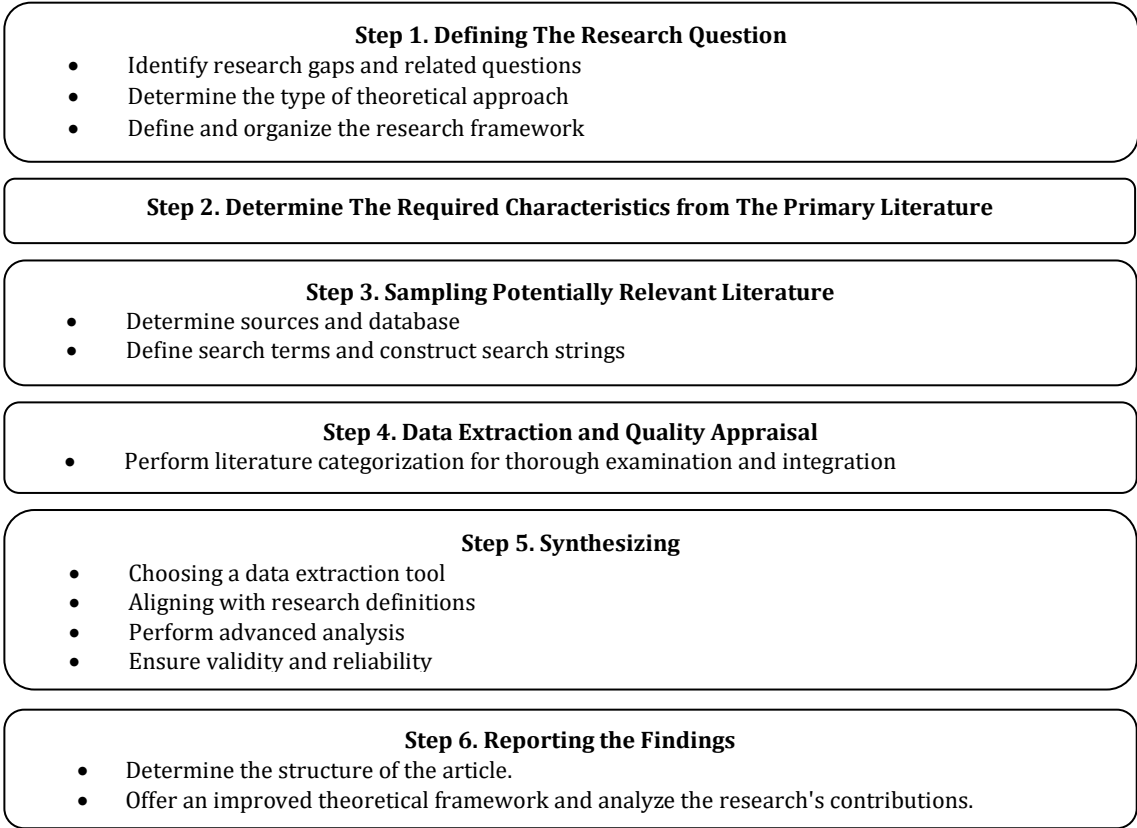 Step 1. Defining The Research Question
• Identify research gaps and related questions
• Determine the type of theoretical approach
• Define and organize the research framework
Step 2. Determine The Required Characteristics from The Primary Literature
Step 3. Sampling Potentially Relevant Literature
• Determine sources and database
• Define search terms and construct search strings
Step 4. Data Extraction and Quality Appraisal
• Perform literature categorization for thorough examination and integration
Step 5. Synthesizing
• Choosing a data extraction tool
• Aligning with research definitions
• Perform advanced analysis
• Ensure validity and reliability
Step 6. Reporting the Findings
• Determine the structure of the article.
• Offer an improved theoretical framework and analyze the research's contributions.